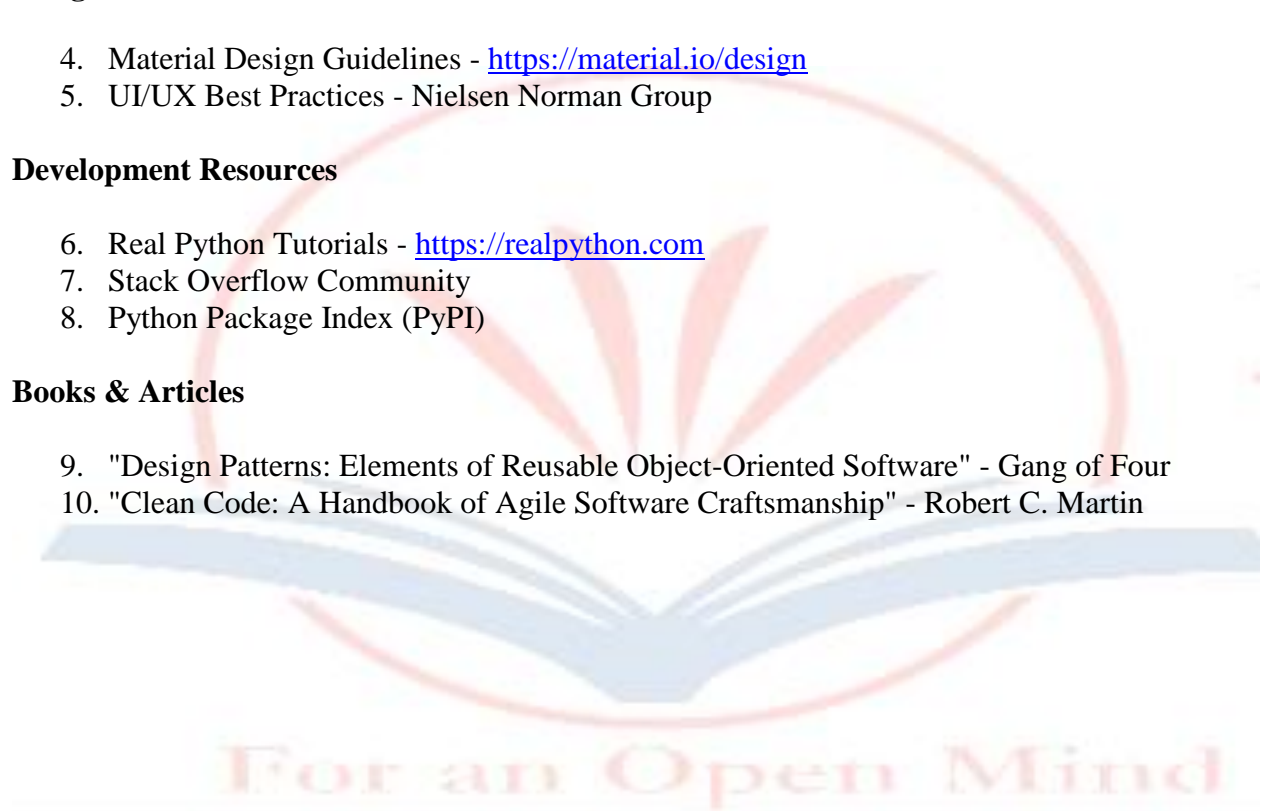 4. Material Design Guidelines - https://material.io/design
5. UI/UX Best Practices - Nielsen Norman Group
Development Resources
6. Real Python Tutorials - https://realpython.com
7. Stack Overflow Community
8. Python Package Index (PyPI)
Books & Articles
9. "Design Patterns: Elements of Reusable Object-Oriented Software" - Gang of Four
10. "Clean Code: A Handbook of Agile Software Craftsmanship" - Robert C. Martin
For an Open Mind